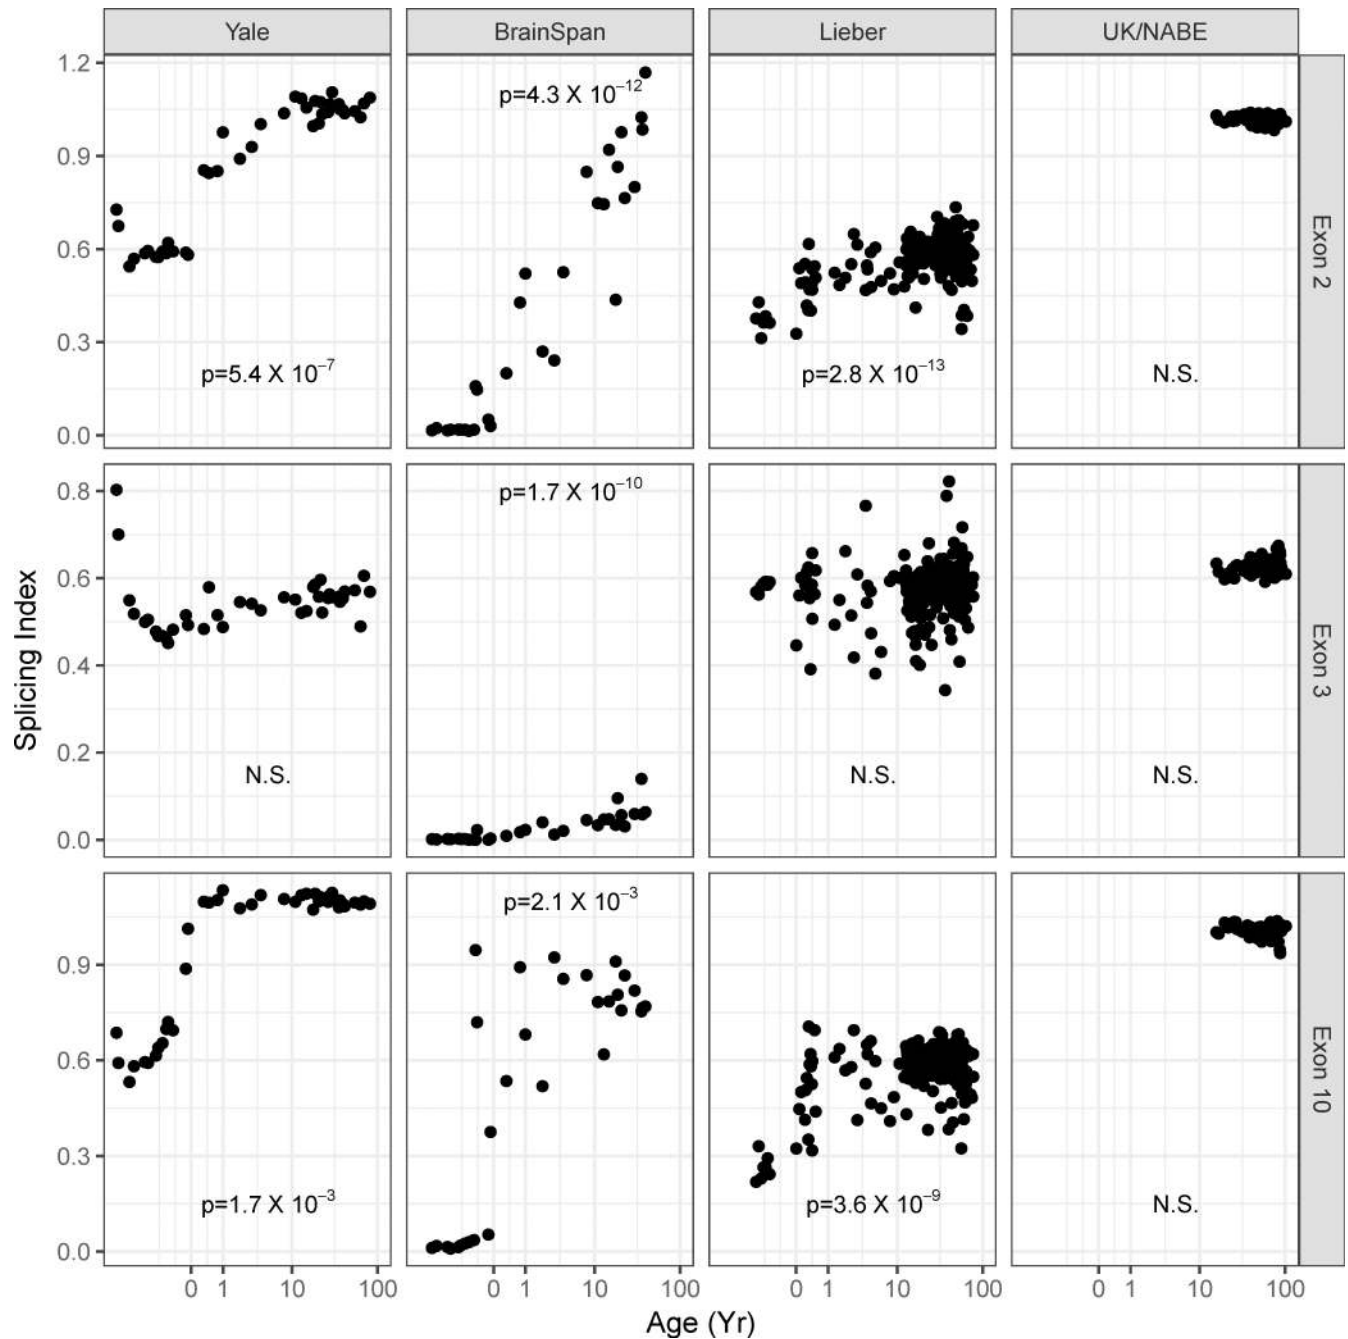 Yale BrainSpan Lieber UK/NABE
1.2
0.9
0.6
0.3
0.0
p=5.4 X 10⁻⁷
p=4.3 X 10⁻¹²
p=2.8 X 10⁻¹³
N.S.
Exon 2
0.8
0.6
0.4
0.2
0.0
N.S.
p=1.7 X 10⁻¹⁰
N.S.
N.S.
Exon 3
0.9
0.6
0.3
0.0
p=1.7 X 10⁻³
p=2.1 X 10⁻³
p=3.6 X 10⁻⁹
N.S.
Exon 10
Splicing Index
0 1 10 100 0 1 10 100 0 1 10 100 0 1 10 100
Age (Yr)